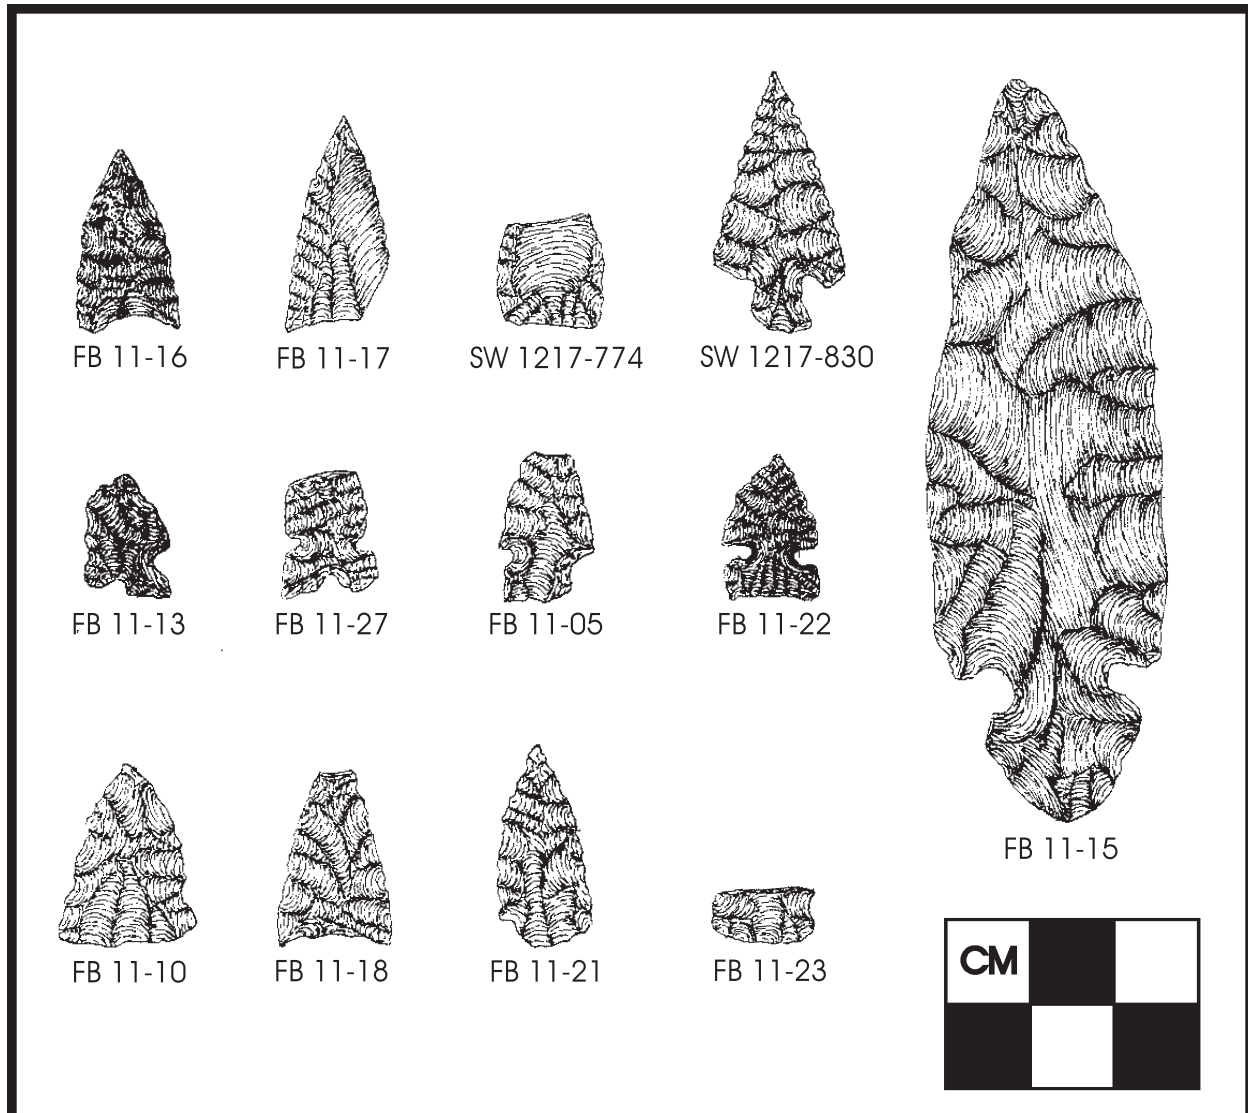 FB 11-16
FB 11-17
SW 1217-774
SW 1217-830
FB 11-13
FB 11-27
FB 11-05
FB 11-22
FB 11-15
FB 11-10
FB 11-18
FB 11-21
FB 11-23
CM